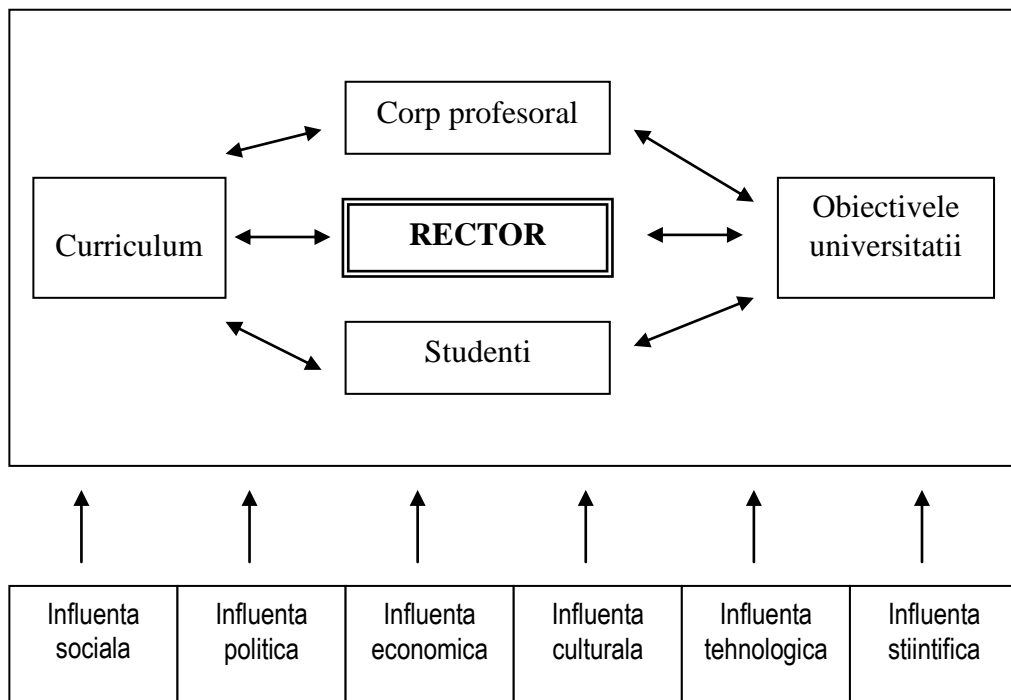 Corp profesoral
Curriculum
RECTOR
Obiectivele
universitatii
Studenti
Influenta
sociala
Influenta
politica
Influenta
economica
Influenta
culturala
Influenta
tehnologica
Influenta
stiintifica